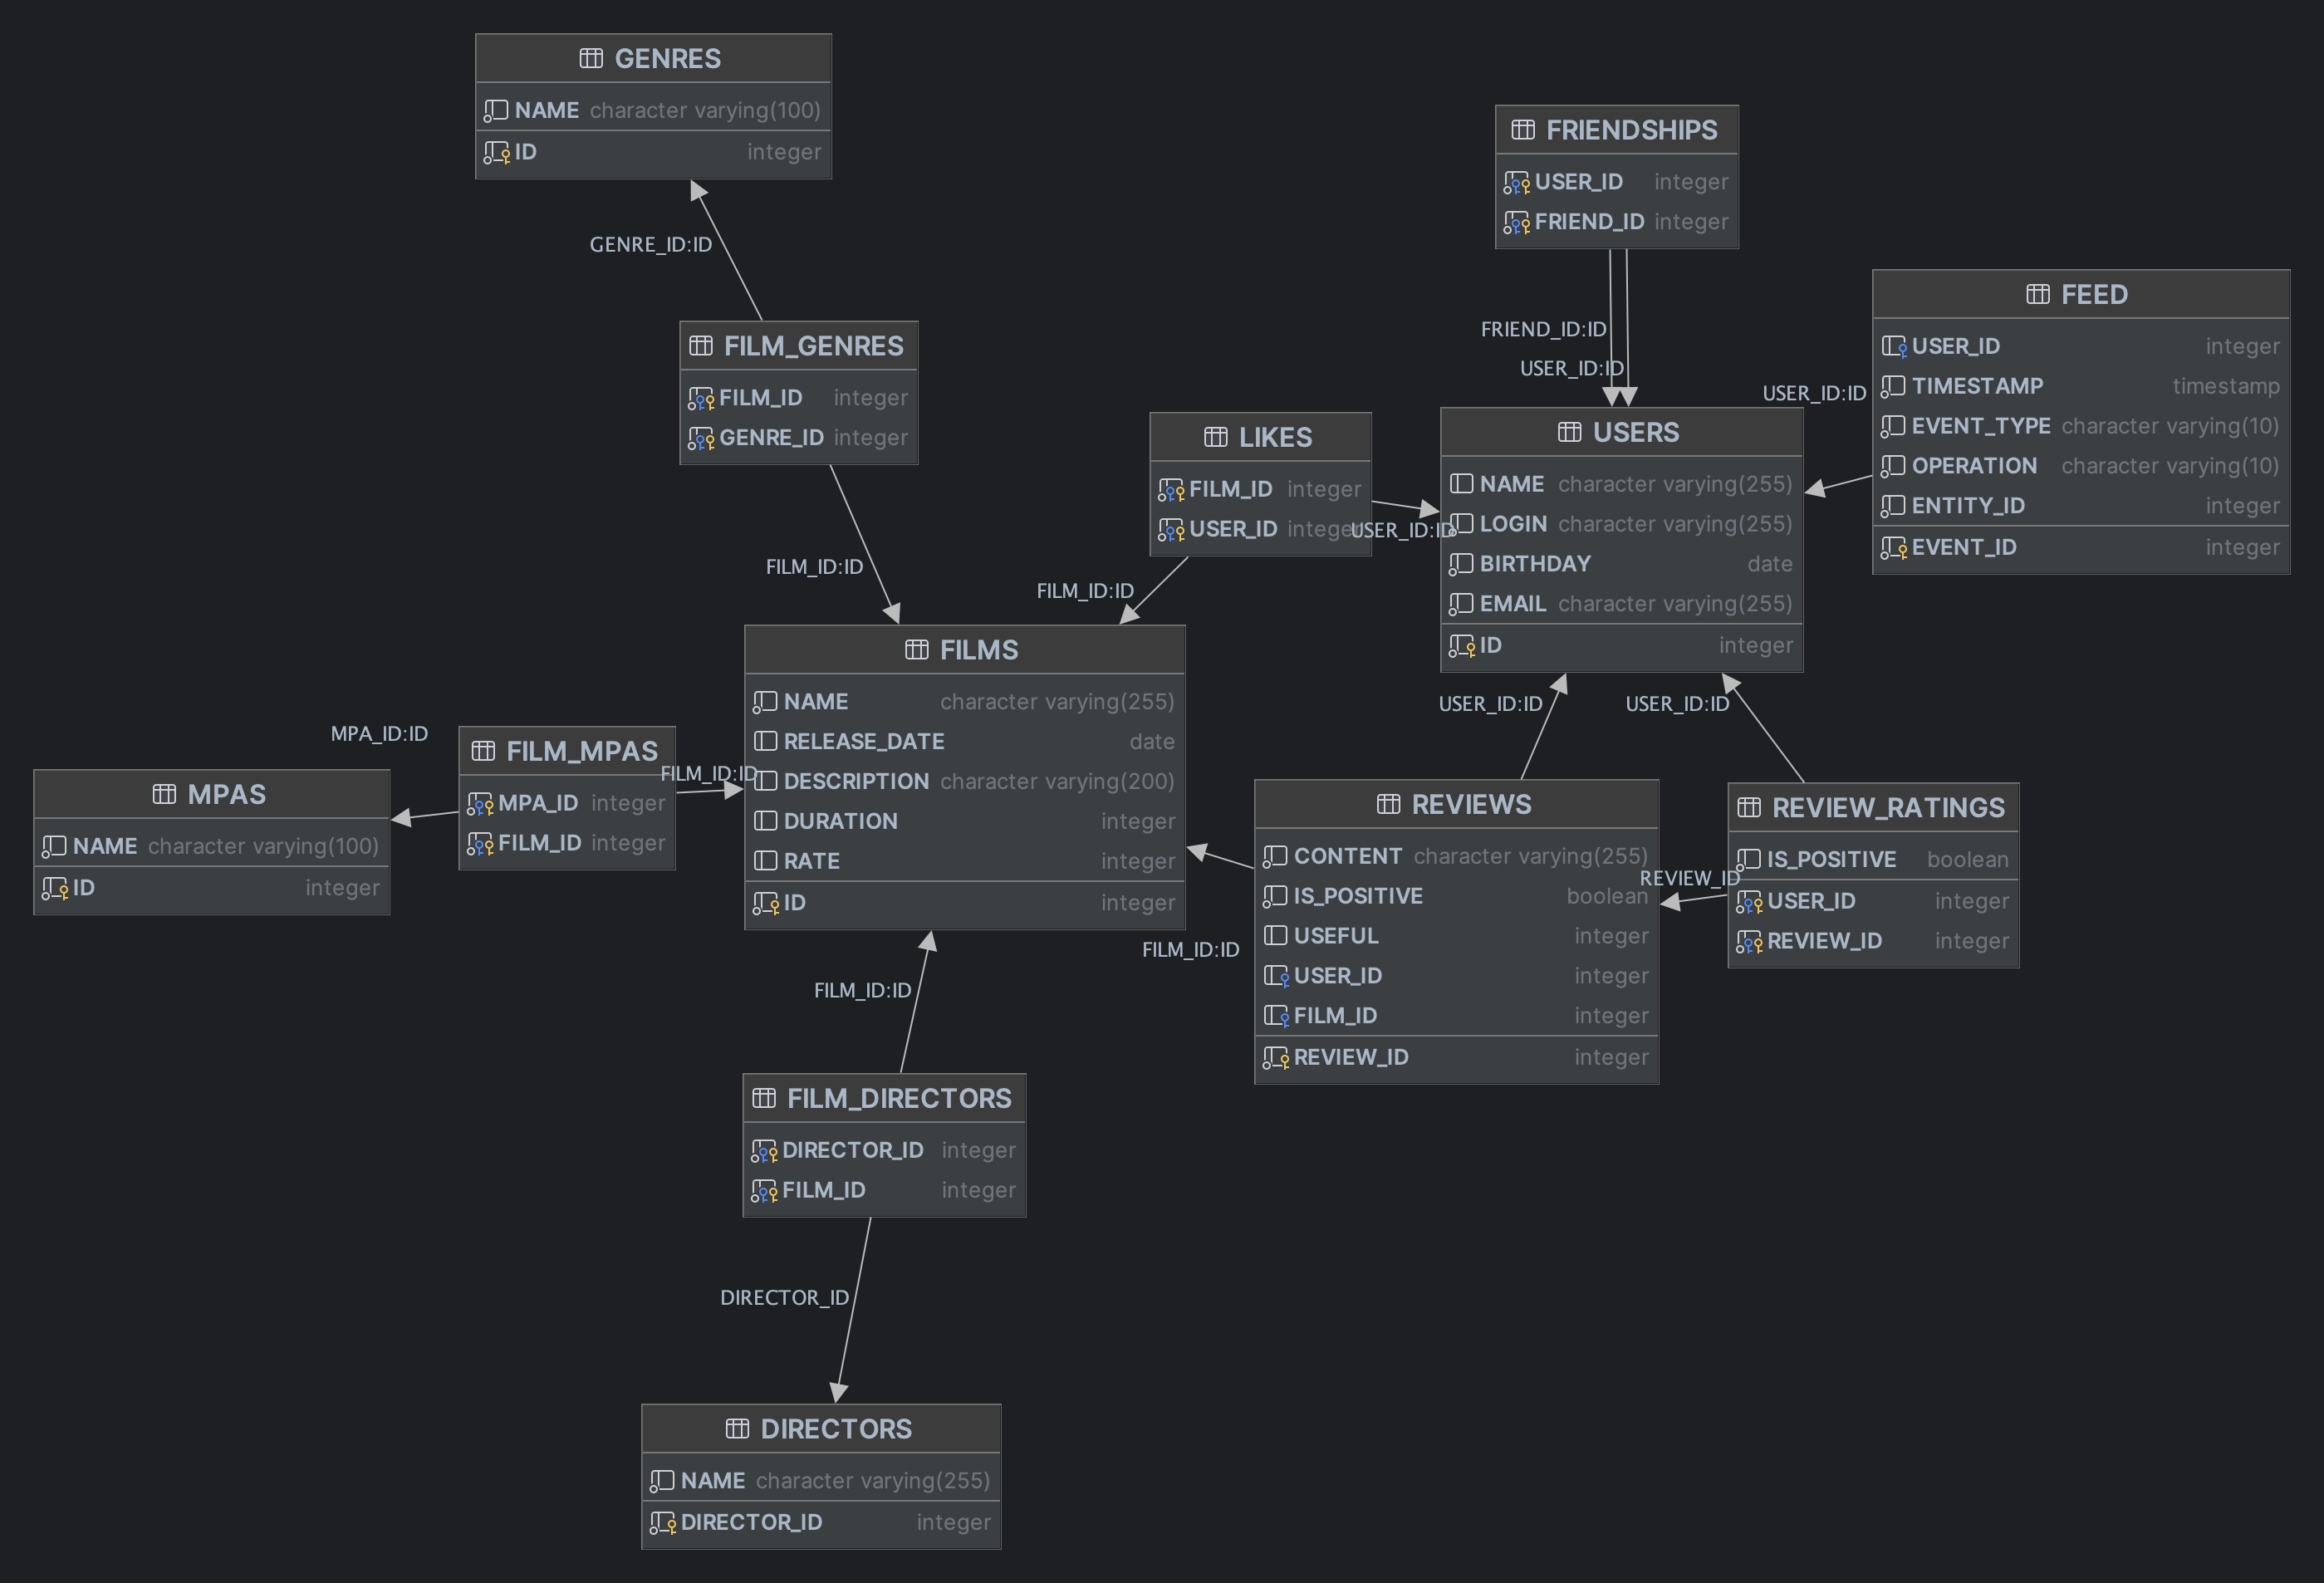 GENRES
NAME character varying(100)
ID integer
GENRE_ID:ID
FILM_GENRES
FILM_ID integer
GENRE_ID integer
FILM_ID:ID
FRIENDSHIPS
USER_ID integer
FRIEND_ID integer
FRIEND_ID:ID
USER_ID:ID
FEED
USER_ID integer
TIMESTAMP timestamp
EVENT_TYPE character varying(10)
OPERATION character varying(10)
ENTITY_ID integer
EVENT_ID integer
USER_ID:ID
LIKES
FILM_ID integer
USER_ID integer
USER_ID:ID
FILM_ID:ID
USERS
NAME character varying(255)
LOGIN character varying(255)
BIRTHDAY date
EMAIL character varying(255)
ID integer
USER_ID:ID
USER_ID:ID
FILMS
NAME character varying(255)
RELEASE_DATE date
DESCRIPTION character varying(200)
DURATION integer
RATE integer
ID integer
MPA_ID:ID
FILM_MPAS
MPA_ID integer
FILM_ID integer
FILM_ID:ID
MPAS
NAME character varying(100)
ID integer
REVIEWS
CONTENT character varying(255)
IS_POSITIVE boolean
USEFUL integer
USER_ID integer
FILM_ID integer
REVIEW_ID integer
FILM_ID:ID
REVIEW_RATINGS
IS_POSITIVE boolean
USER_ID integer
REVIEW_ID integer
REVIEW_ID
FILM_ID:ID
FILM_DIRECTORS
DIRECTOR_ID integer
FILM_ID integer
DIRECTOR_ID
DIRECTORS
NAME character varying(255)
DIRECTOR_ID integer